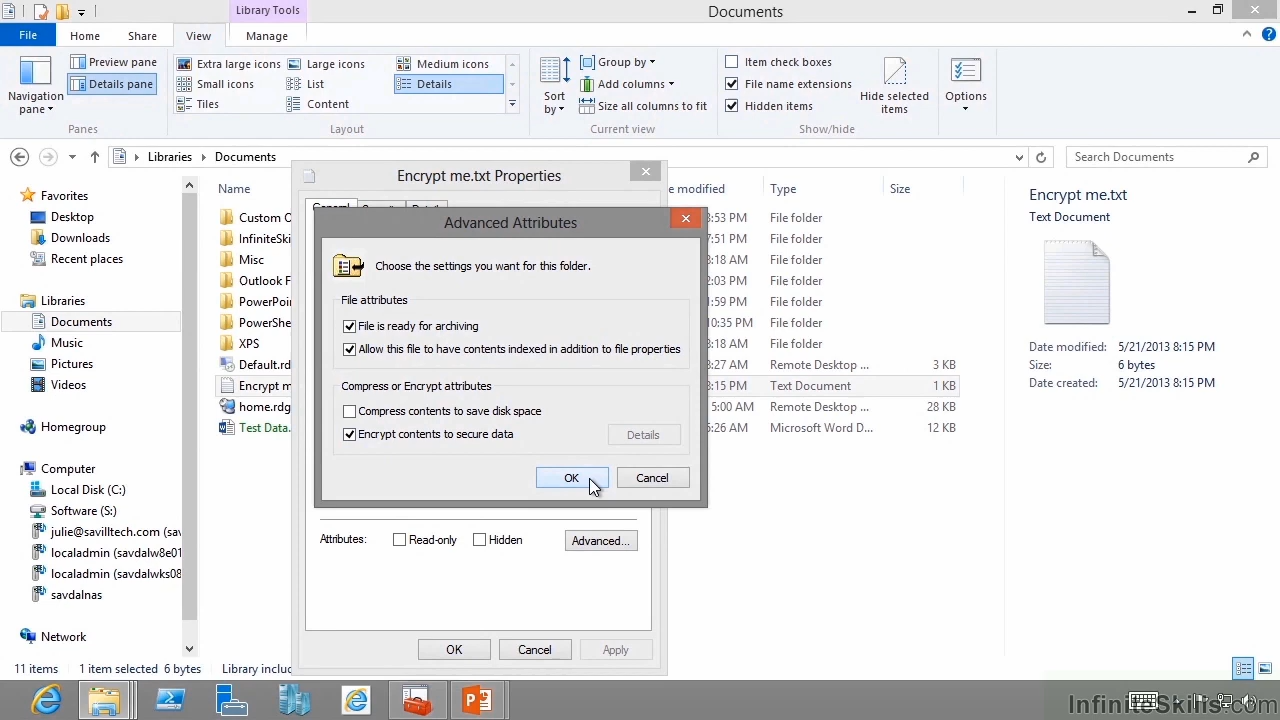 Library Tools
Documents
File
Home
Share
View
Manage
Navigation pane
Preview pane
Details pane
Panes
Extra large icons
Large icons
Medium icons
Small icons
List
Details
Tiles
Content
Layout
Sort by
Group by
Add columns
Size all columns to fit
Current view
Item check boxes
File name extensions
Hidden items
Hide selected items
Show/hide
Options
Libraries
Documents
Search Documents
Favorites
Desktop
Downloads
Recent places
Libraries
Documents
Music
Pictures
Videos
Homegroup
Computer
Local Disk (C:)
Software (S:)
julie@savilltech.com (sav
localadmin (savdalw8e01
localadmin (savdalwks08
savdalnas
Network
Name
e modified
Type
Size
Custom O
:53 PM
File folder
InfiniteSki
7:51 PM
File folder
Misc
:18 AM
File folder
Outlook F
2:03 PM
File folder
PowerPoin
:59 PM
File folder
PowerShe
10:35 PM
File folder
XPS
:18 AM
File folder
Default.rd
:27 AM
Remote Desktop ...
3 KB
Encrypt m
8:15 PM
Text Document
1 KB
home.rdg
5:00 AM
Remote Desktop ...
28 KB
Test Data.
:26 AM
Microsoft Word D...
12 KB
Encrypt me.txt Properties
General
Advanced Attributes
Choose the settings you want for this folder.
File attributes
File is ready for archiving
Allow this file to have contents indexed in addition to file properties
Compress or Encrypt attributes
Compress contents to save disk space
Encrypt contents to secure data
Details
OK
Cancel
Attributes:
Read-only
Hidden
Advanced...
OK
Cancel
Apply
Encrypt me.txt
Text Document
Date modified: 5/21/2013 8:15 PM
Size: 6 bytes
Date created: 5/21/2013 8:15 PM
11 items
1 item selected 6 bytes
Library inclu
InfiniteSkills.com